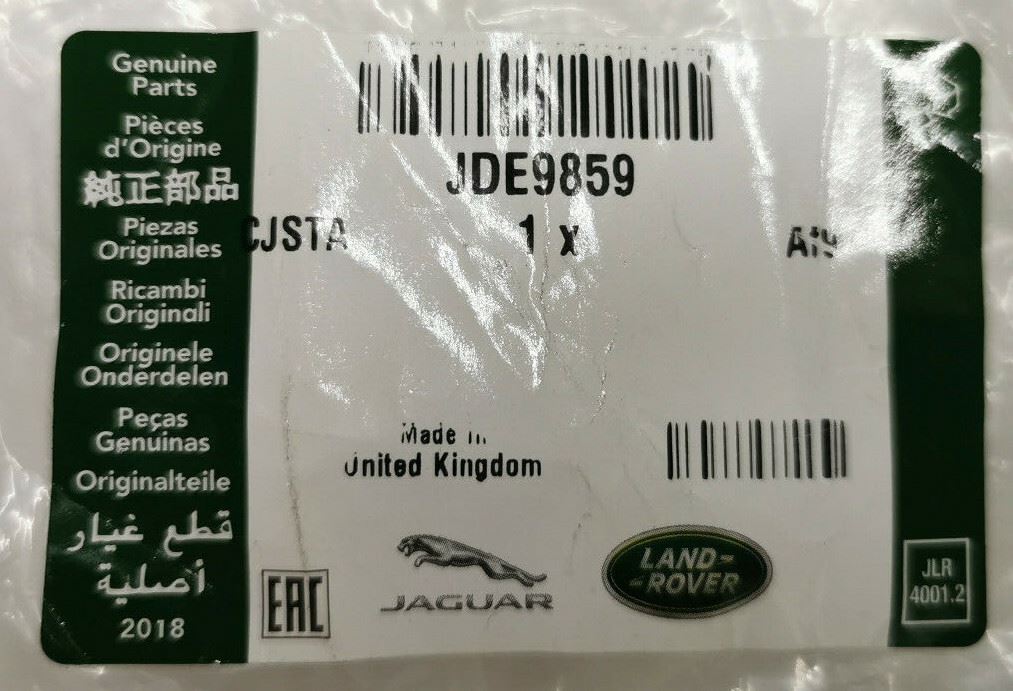 Genuine
Parts
Pièces
d'Origine
純正部品
Piezas
Originales
Ricambi
Originali
Originele
Onderdelen
Peças
Genuinas
Originalteile
قطع غيار
أصلية
2018
JDE9859
CJSTA 1 x
Made in
United Kingdom
EAC
JAGUAR
LAND-
-ROVER
JLR
4001.2